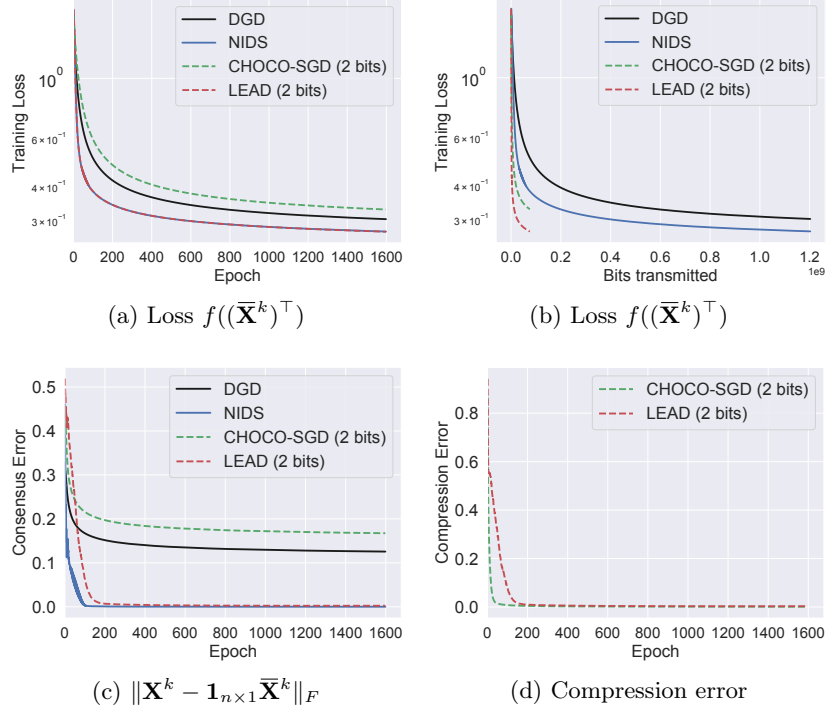 10⁰
6 × 10⁻¹
4 × 10⁻¹
3 × 10⁻¹
Training Loss
DGD
NIDS
CHOCO-SGD (2 bits)
LEAD (2 bits)
0 200 400 600 800 1000 1200 1400 1600
Epoch
(a) Loss f((X̅ᵏ)⊤)
10⁰
6 × 10⁻¹
4 × 10⁻¹
3 × 10⁻¹
Training Loss
DGD
NIDS
CHOCO-SGD (2 bits)
LEAD (2 bits)
0.0 0.2 0.4 0.6 0.8 1.0 1.2
1e9
Bits transmitted
(b) Loss f((X̅ᵏ)⊤)
0.5
0.4
0.3
0.2
0.1
0.0
Consensus Error
DGD
NIDS
CHOCO-SGD (2 bits)
LEAD (2 bits)
0 200 400 600 800 1000 1200 1400 1600
Epoch
(c) ‖Xᵏ − 1ₙ×₁X̅ᵏ‖F
0.8
0.6
0.4
0.2
0.0
Compression Error
CHOCO-SGD (2 bits)
LEAD (2 bits)
0 200 400 600 800 1000 1200 1400 1600
Epoch
(d) Compression error